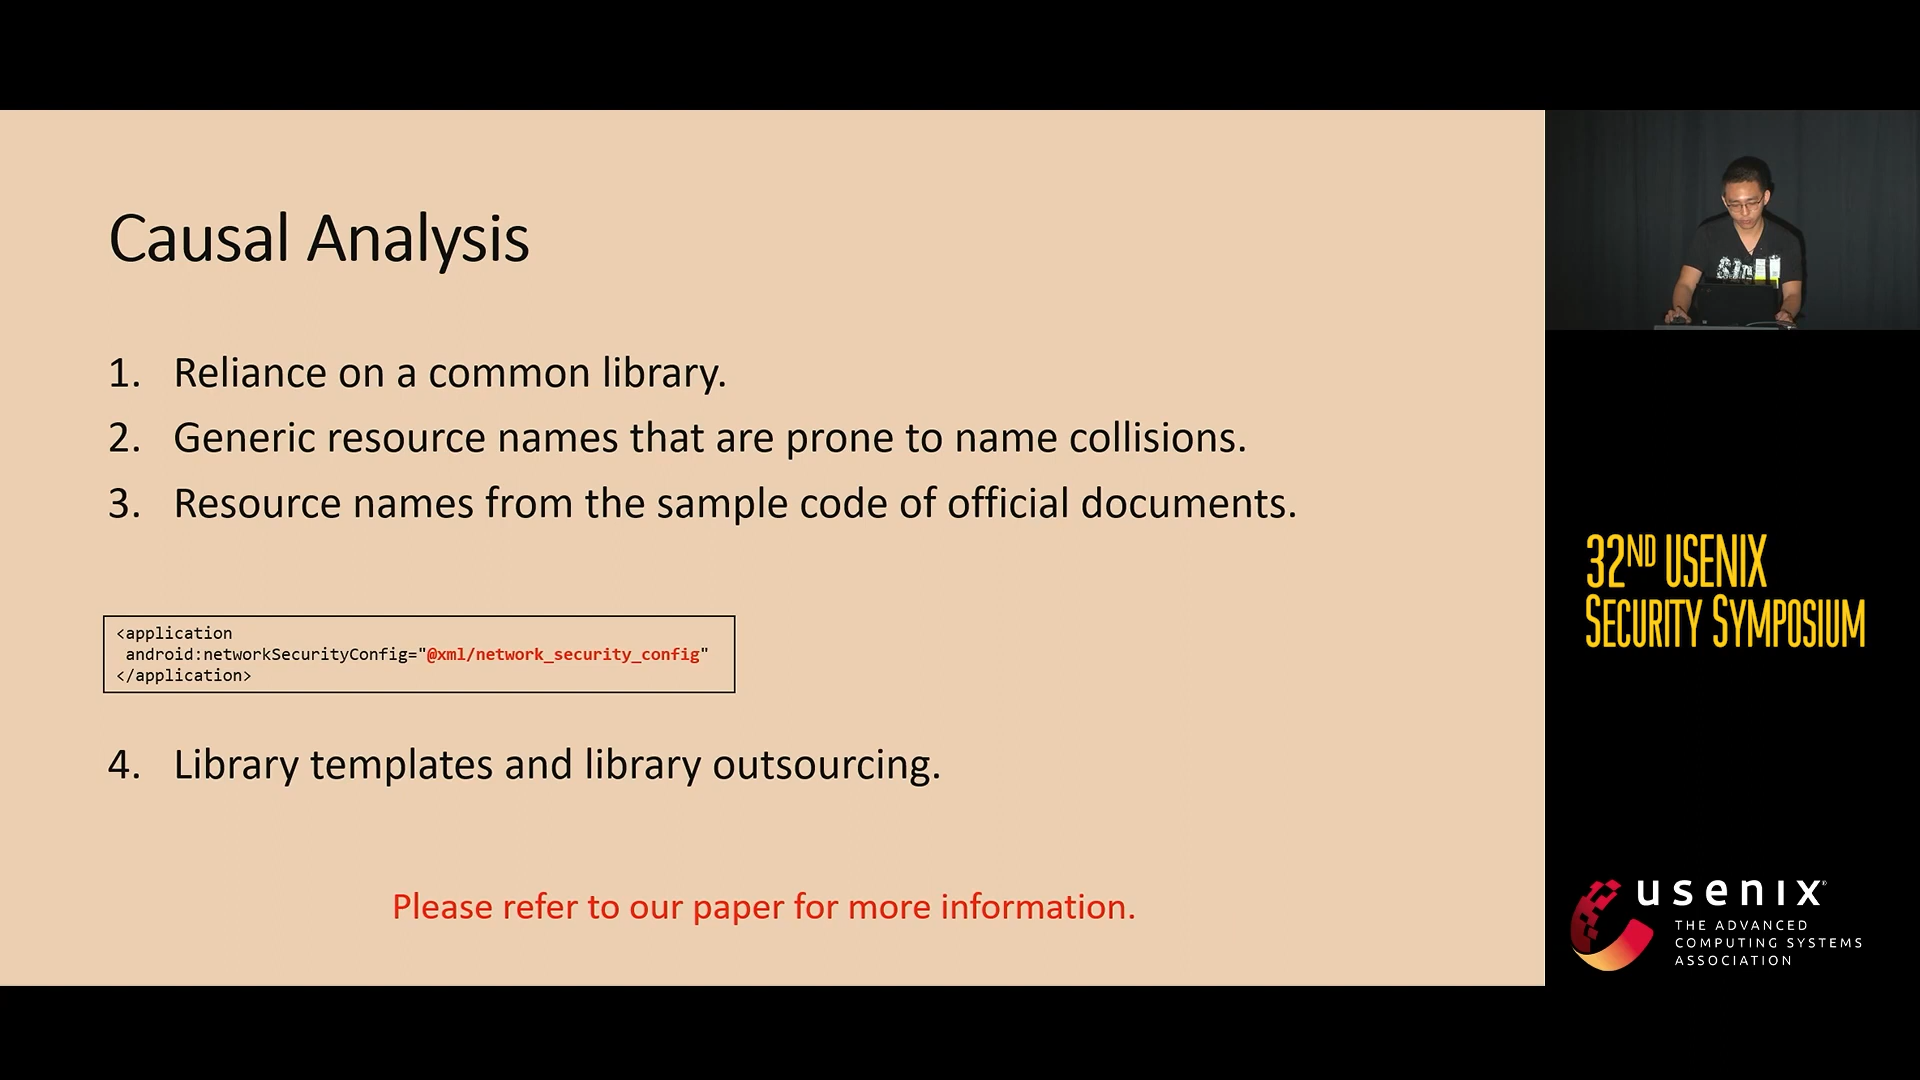 Causal Analysis
1. Reliance on a common library.
2. Generic resource names that are prone to name collisions.
3. Resource names from the sample code of official documents.
<application
android:networkSecurityConfig="@xml/network_security_config"
</application>
4. Library templates and library outsourcing.
Please refer to our paper for more information.
32ND USENIX
SECURITY SYMPOSIUM
usenix
THE ADVANCED
COMPUTING SYSTEMS
ASSOCIATION